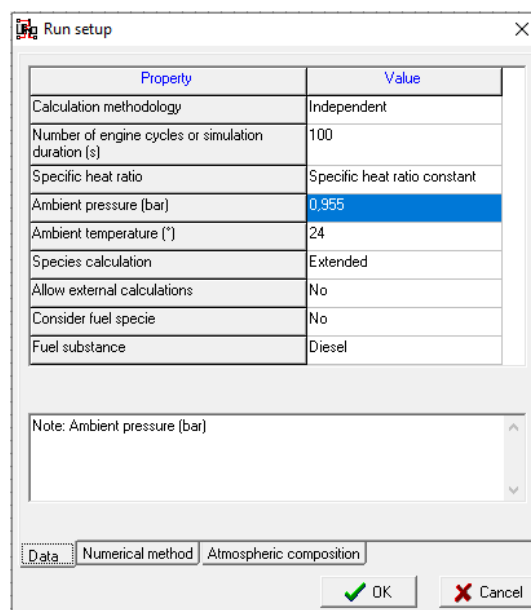 Run setup
Property Value
Calculation methodology Independent
Number of engine cycles or simulation 100
duration (s)
Specific heat ratio Specific heat ratio constant
Ambient pressure (bar) 0,955
Ambient temperature (°) 24
Species calculation Extended
Allow external calculations No
Consider fuel specie No
Fuel substance Diesel
Note: Ambient pressure (bar)
Data Numerical method Atmospheric composition
OK Cancel